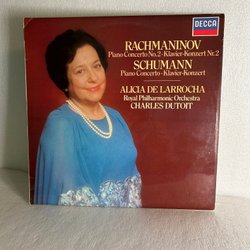 DECCA
RACHMANINOV
Piano Concerto No.2 • Klavier-Konzert Nr.2
SCHUMANN
Piano Concerto • Klavier-Konzert
ALICIA DE LARROCHA
Royal Philharmonic Orchestra
CHARLES DUTOIT